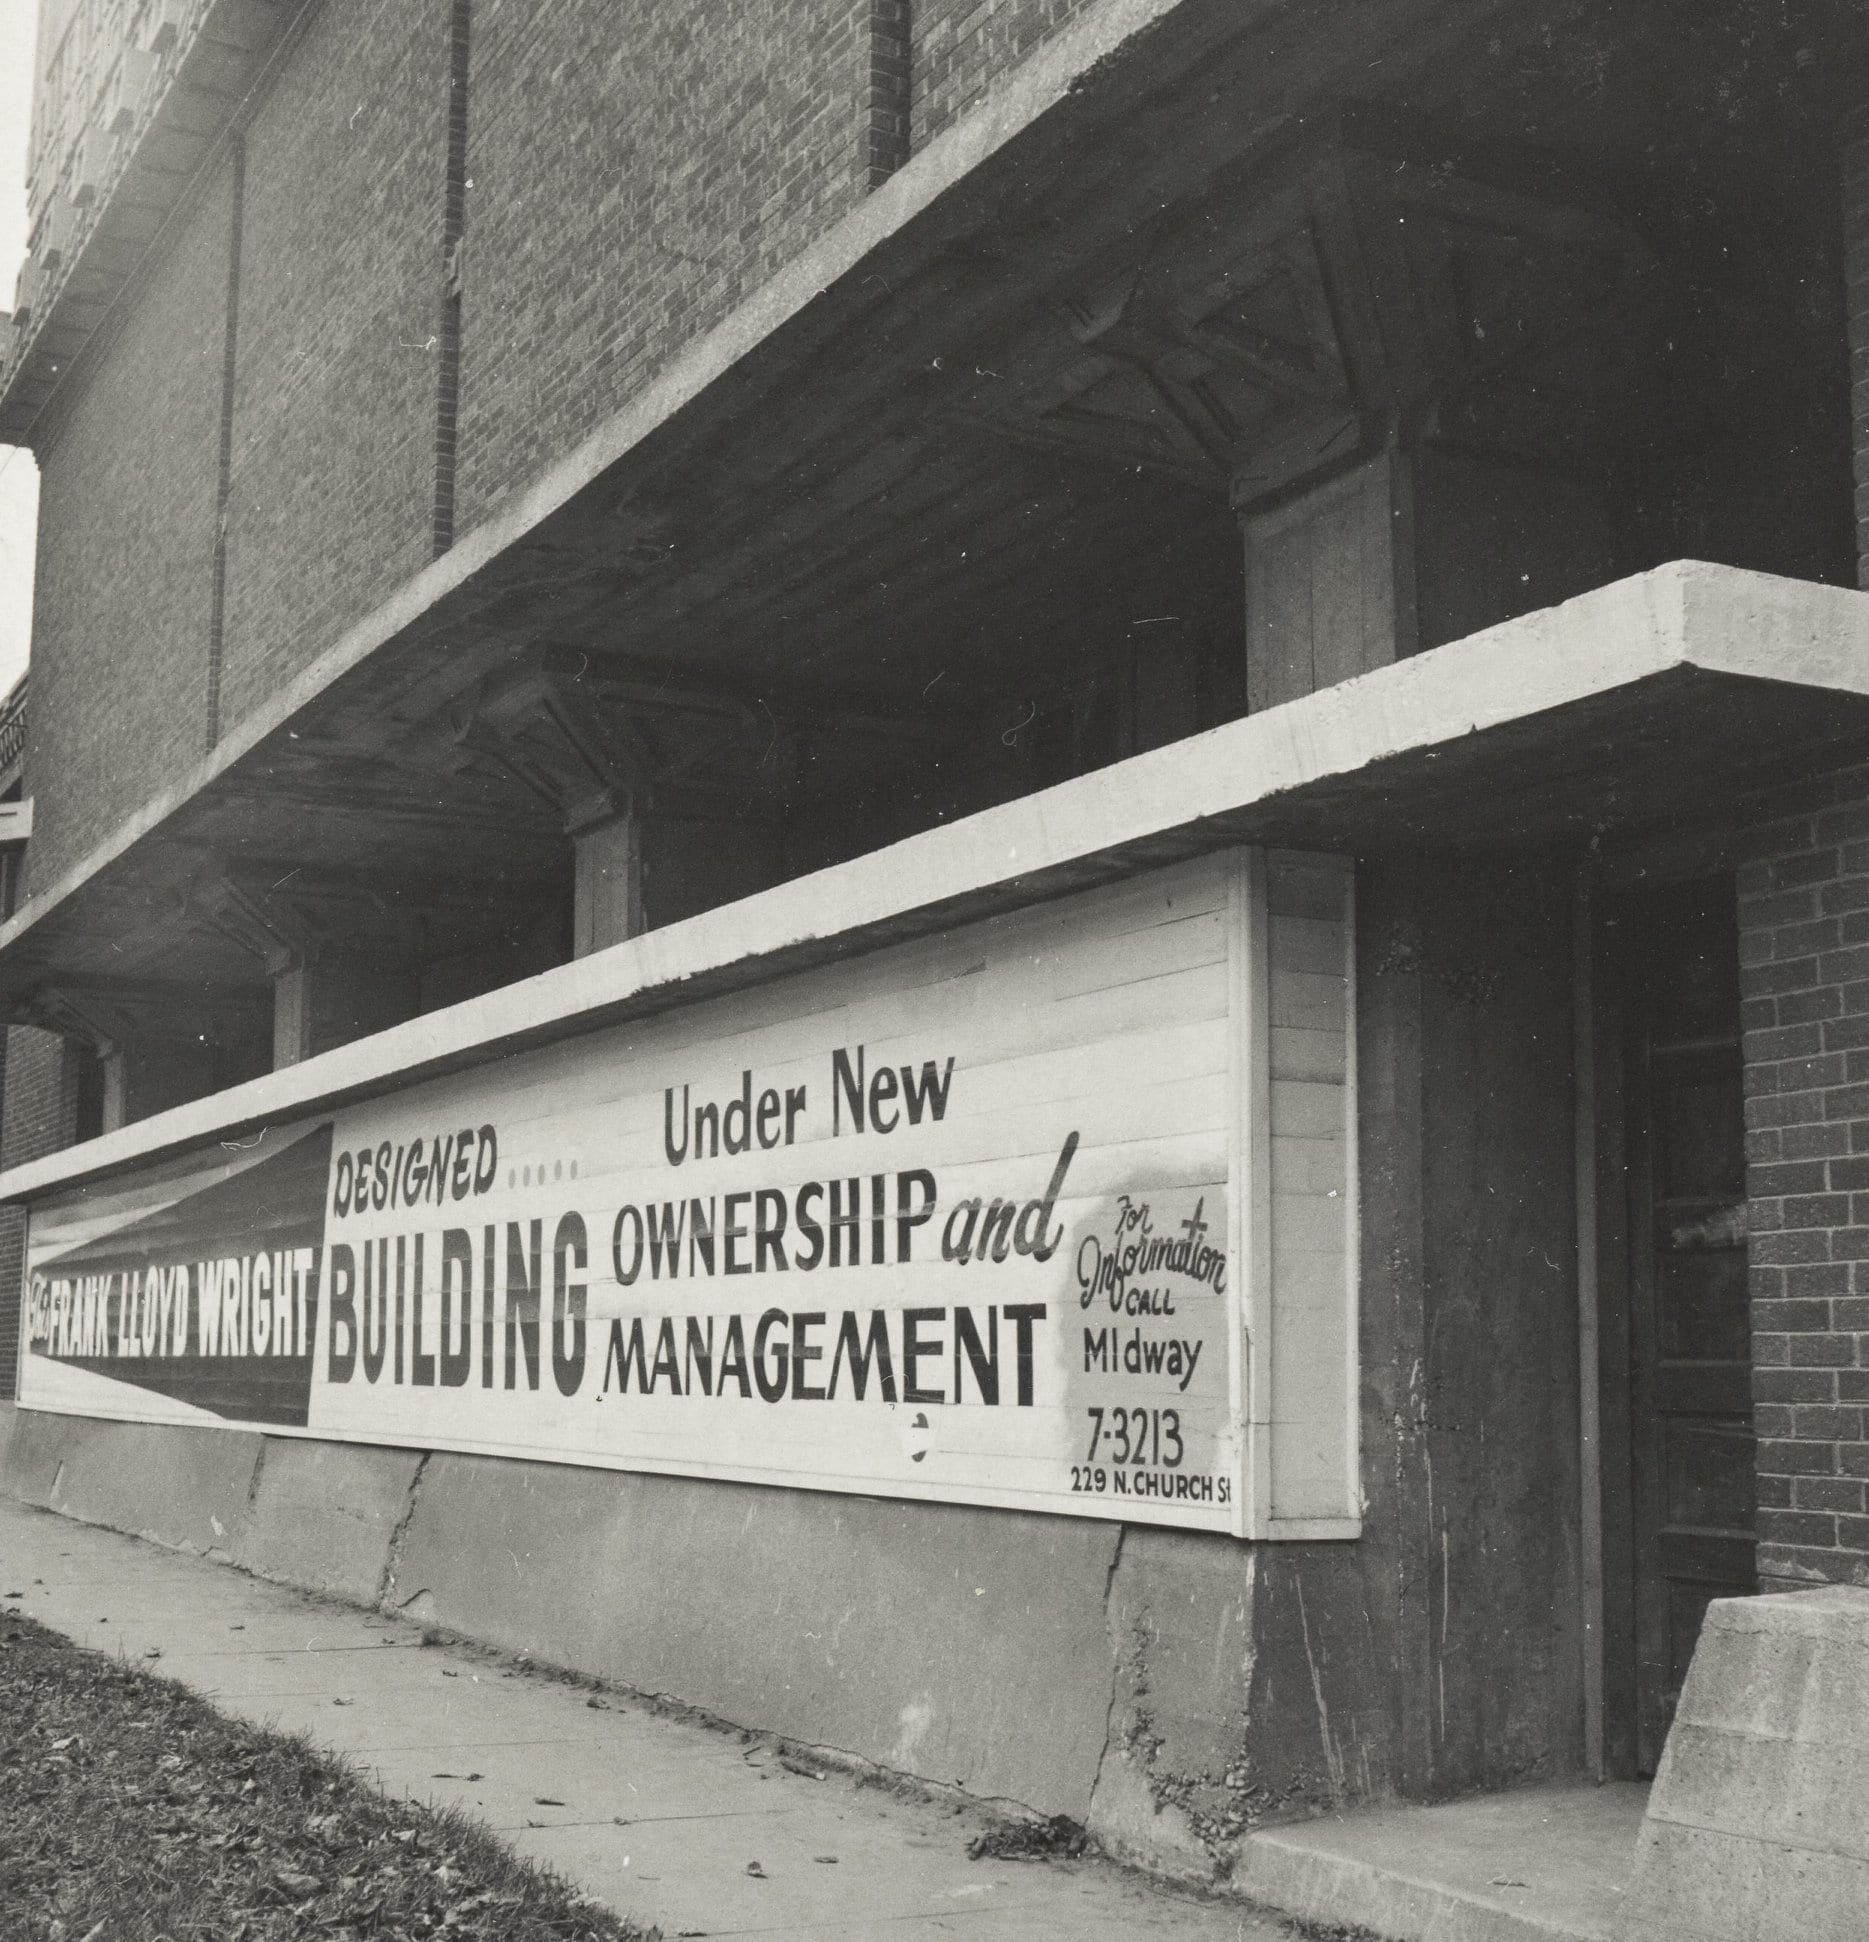 This FRANK LLOYD WRIGHT
DESIGNED .....
BUILDING
Under New
OWNERSHIP and
MANAGEMENT
For
Information
CALL
MIdway
7-3213
229 N. CHURCH St